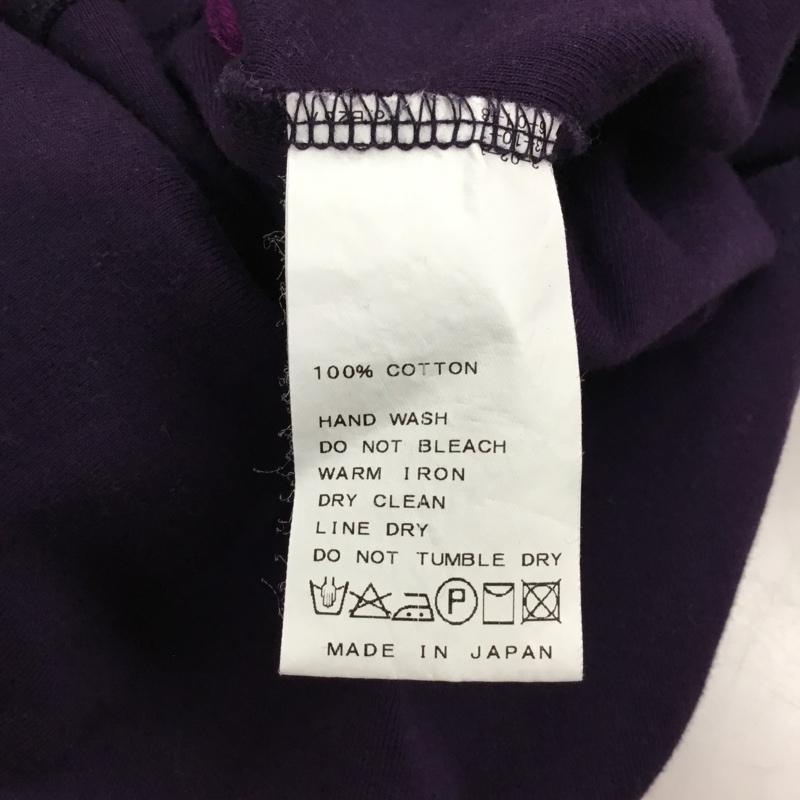 100% COTTON
HAND WASH
DO NOT BLEACH
WARM IRON
DRY CLEAN
LINE DRY
DO NOT TUMBLE DRY
P
MADE IN JAPAN